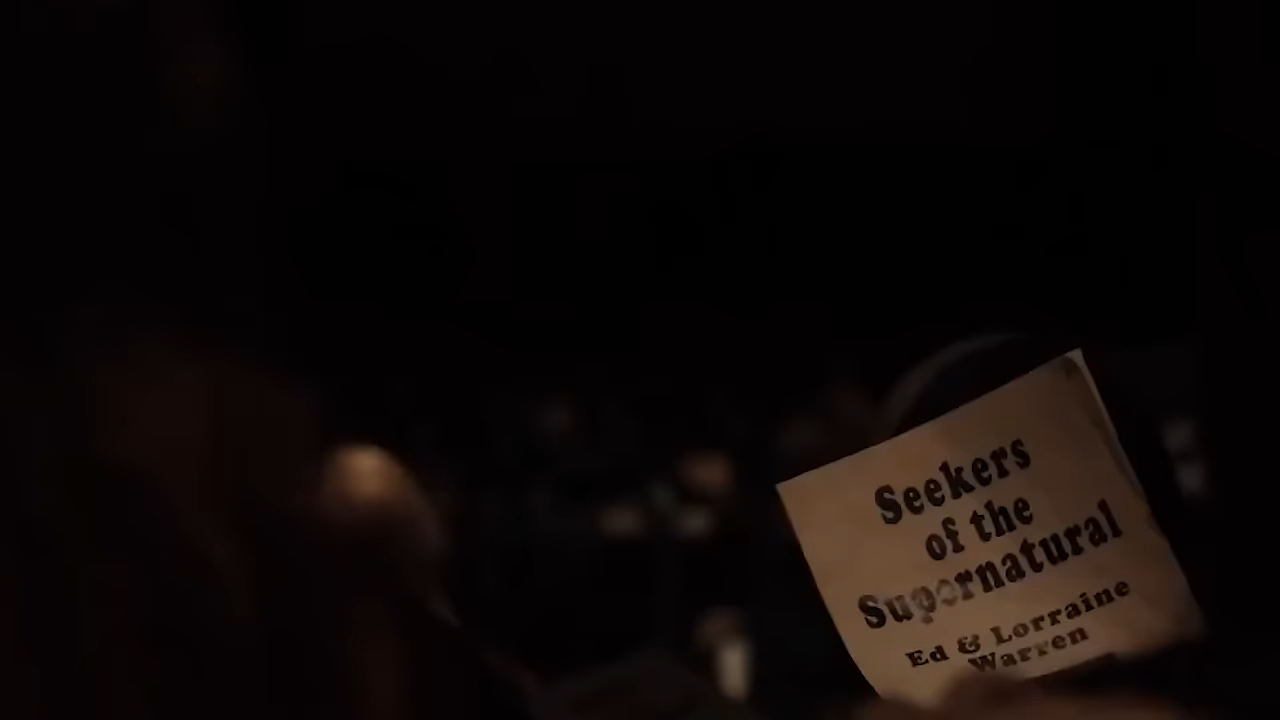 Seekers
of the
Supernatural
Ed & Lorraine
Warren